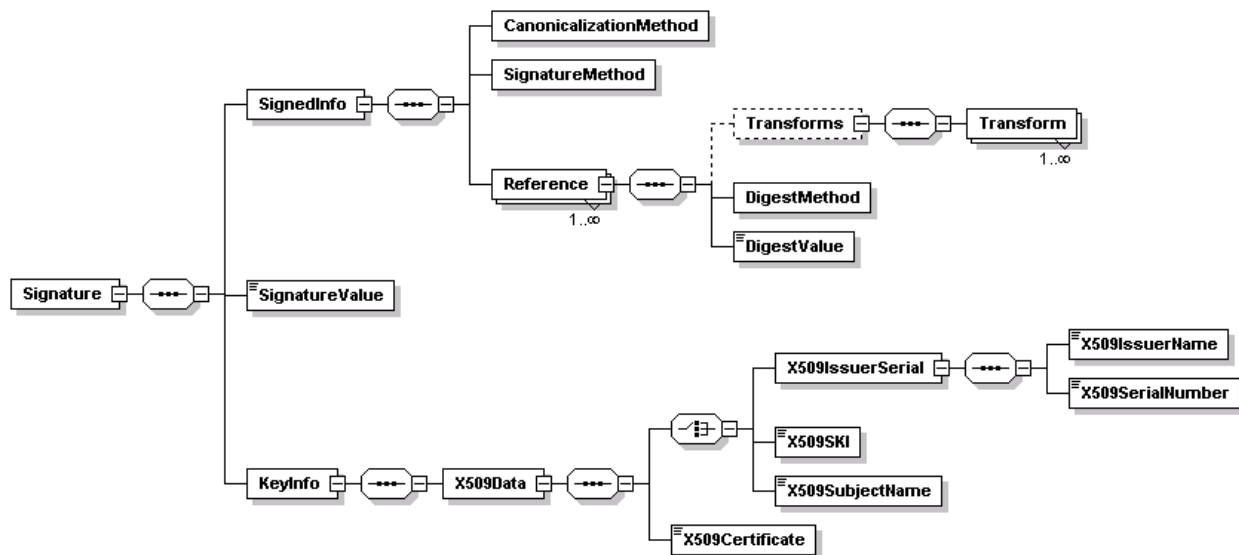 CanonicalizationMethod
SignatureMethod
SignedInfo
Transforms
Transform
1..∞
Reference
1..∞
DigestMethod
DigestValue
Signature
SignatureValue
X509IssuerName
X509IssuerSerial
X509SerialNumber
X509SKI
KeyInfo
X509Data
X509SubjectName
X509Certificate